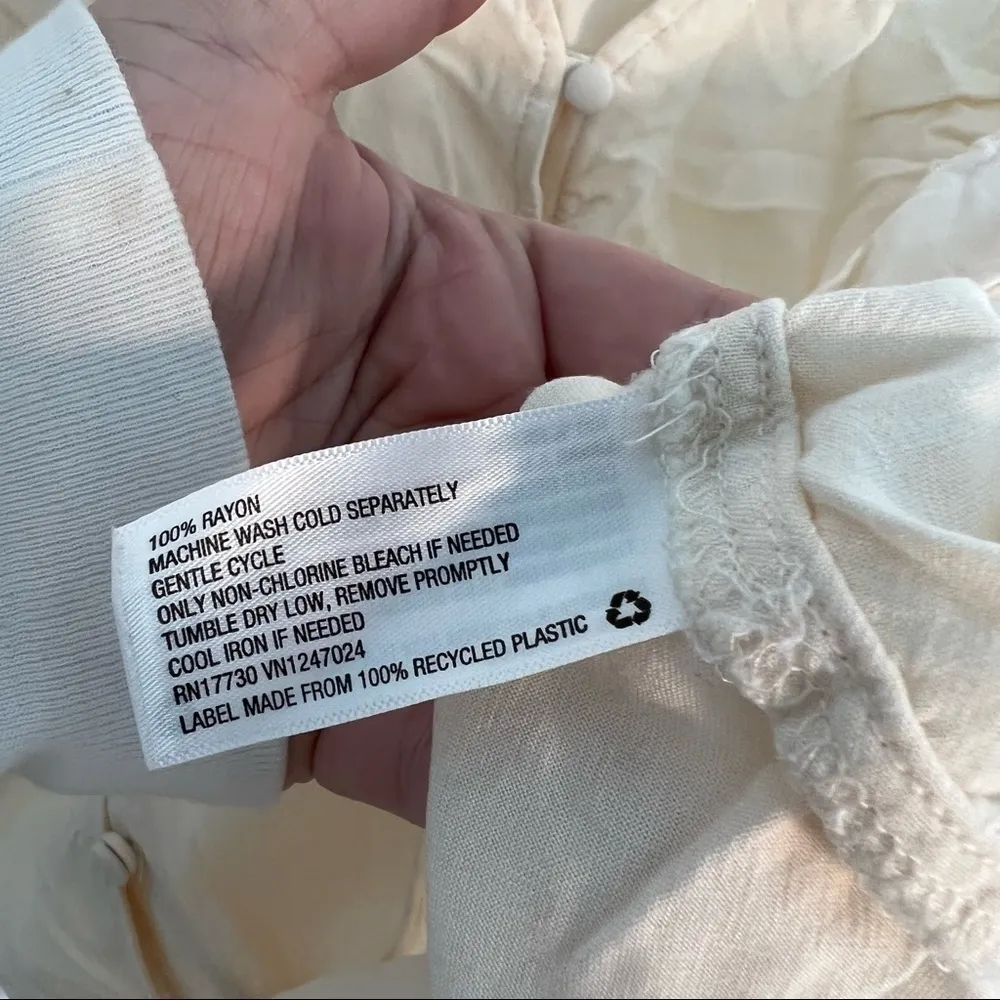 100% RAYON
MACHINE WASH COLD SEPARATELY
GENTLE CYCLE
ONLY NON-CHLORINE BLEACH IF NEEDED
TUMBLE DRY LOW, REMOVE PROMPTLY
COOL IRON IF NEEDED
RN17730 VN1247024
LABEL MADE FROM 100% RECYCLED PLASTIC